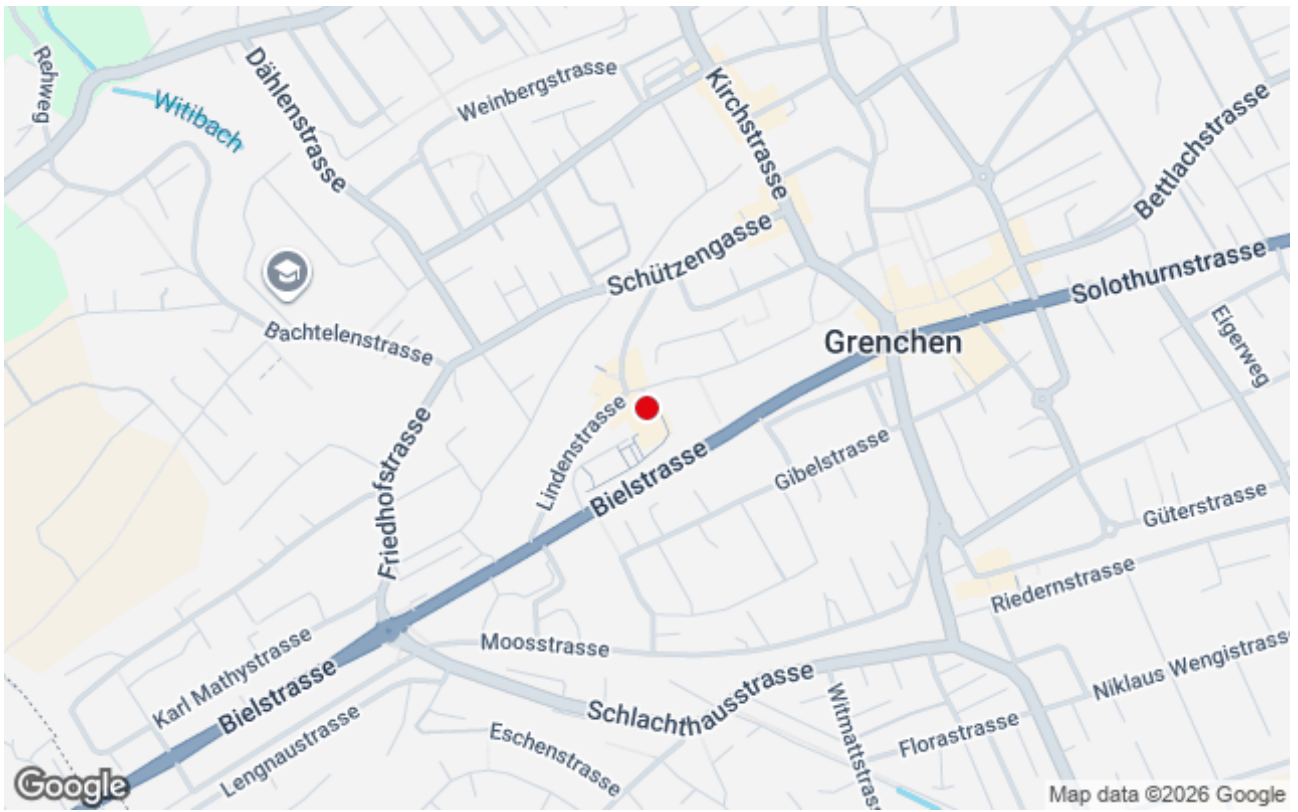 Rehweg
Witibach
Dählenstrasse
Weinbergstrasse
Kirchstrasse
Bettlachstrasse
Schützengasse
Solothurnstrasse
Bachtelenstrasse
Grenchen
Eigerweg
Lindenstrasse
Friedhofstrasse
Bielstrasse
Gibelstrasse
Güterstrasse
Riedernstrasse
Moosstrasse
Karl Mathystrasse
Bielstrasse
Schlachthausstrasse
Niklaus Wengistrasse
Lengnaustrasse
Eschenstrasse
Witmattstras
Florastrasse
Google
Map data ©2026 Google